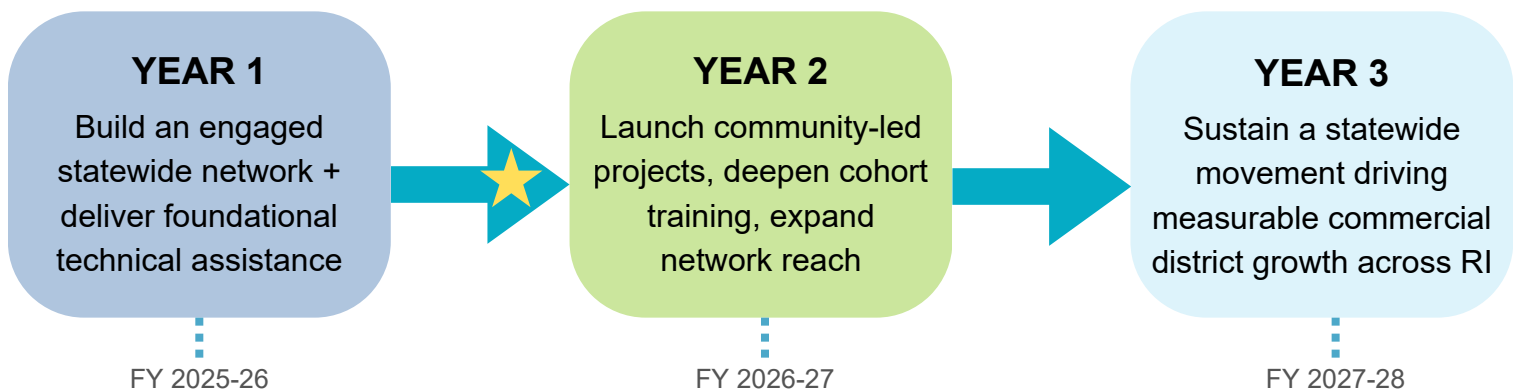 YEAR 1
Build an engaged
statewide network +
deliver foundational
technical assistance
FY 2025-26
YEAR 2
Launch community-led
projects, deepen cohort
training, expand
network reach
FY 2026-27
YEAR 3
Sustain a statewide
movement driving
measurable commercial
district growth across RI
FY 2027-28